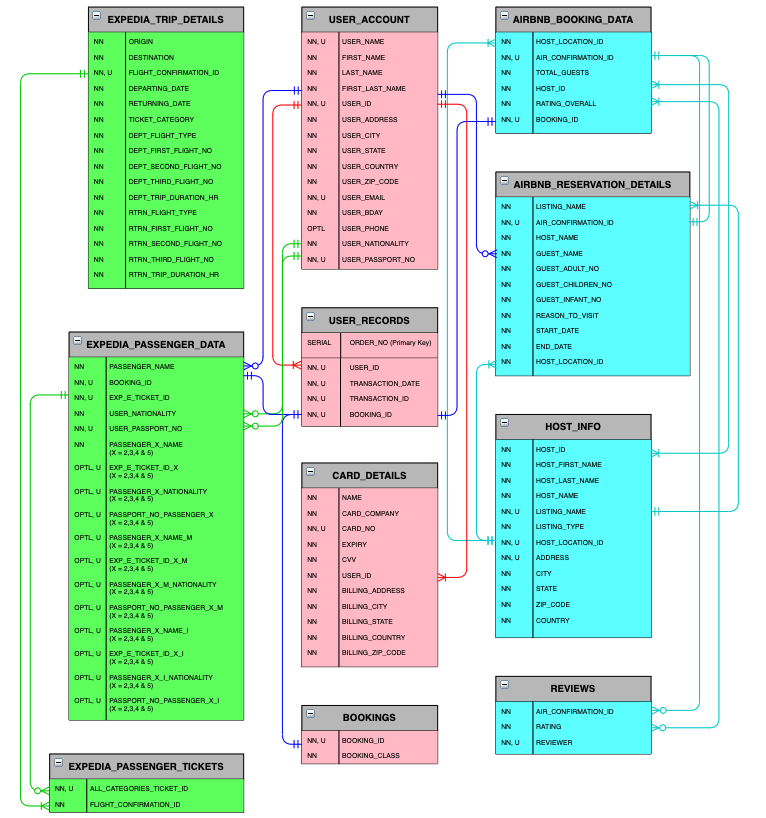 EXPEDIA_TRIP_DETAILS
NN ORIGIN
NN DESTINATION
NN, U FLIGHT_CONFIRMATION_ID
NN DEPARTING_DATE
NN RETURNING_DATE
NN TICKET_CATEGORY
NN DEPT_FLIGHT_TYPE
NN DEPT_FIRST_FLIGHT_NO
NN DEPT_SECOND_FLIGHT_NO
NN DEPT_THIRD_FLIGHT_NO
NN DEPT_TRIP_DURATION_HR
NN RTRN_FLIGHT_TYPE
NN RTRN_FIRST_FLIGHT_NO
NN RTRN_SECOND_FLIGHT_NO
NN RTRN_THIRD_FLIGHT_NO
NN RTRN_TRIP_DURATION_HR
EXPEDIA_PASSENGER_DATA
NN PASSENGER_NAME
NN, U BOOKING_ID
NN, U EXP_E_TICKET_ID
NN USER_NATIONALITY
NN, U USER_PASSPORT_NO
NN PASSENGER_X_NAME
(X = 2,3,4 & 5)
OPTL, U EXP_E_TICKET_ID_X
(X = 2,3,4 & 5)
OPTL, U PASSENGER_X_NATIONALITY
(X = 2,3,4 & 5)
OPTL, U PASSPORT_NO_PASSENGER_X
(X = 2,3,4 & 5)
OPTL, U PASSENGER_X_NAME_M
(X = 2,3,4 & 5)
OPTL, U EXP_E_TICKET_ID_X_M
(X = 2,3,4 & 5)
OPTL, U PASSENGER_X_M_NATIONALITY
(X = 2,3,4 & 5)
OPTL, U PASSPORT_NO_PASSENGER_X_M
(X = 2,3,4 & 5)
OPTL, U PASSENGER_X_NAME_I
(X = 2,3,4 & 5)
OPTL, U EXP_E_TICKET_ID_X_I
(X = 2,3,4 & 5)
OPTL, U PASSENGER_X_I_NATIONALITY
(X = 2,3,4 & 5)
OPTL, U PASSPORT_NO_PASSENGER_X_I
(X = 2,3,4 & 5)
EXPEDIA_PASSENGER_TICKETS
NN, U ALL_CATEGORIES_TICKET_ID
NN FLIGHT_CONFIRMATION_ID
USER_ACCOUNT
NN, U USER_NAME
NN FIRST_NAME
NN LAST_NAME
NN FIRST_LAST_NAME
NN, U USER_ID
NN USER_ADDRESS
NN USER_CITY
NN USER_STATE
NN USER_COUNTRY
NN USER_ZIP_CODE
NN, U USER_EMAIL
NN USER_BDAY
OPTL USER_PHONE
NN USER_NATIONALITY
NN, U USER_PASSPORT_NO
USER_RECORDS
SERIAL ORDER_NO (Primary Key)
NN, U USER_ID
NN, U TRANSACTION_DATE
NN, U TRANSACTION_ID
NN, U BOOKING_ID
CARD_DETAILS
NN NAME
NN CARD_COMPANY
NN, U CARD_NO
NN EXPIRY
NN CVV
NN USER_ID
NN BILLING_ADDRESS
NN BILLING_CITY
NN BILLING_STATE
NN BILLING_COUNTRY
NN BILLING_ZIP_CODE
BOOKINGS
NN, U BOOKING_ID
NN BOOKING_CLASS
AIRBNB_BOOKING_DATA
NN HOST_LOCATION_ID
NN, U AIR_CONFIRMATION_ID
NN TOTAL_GUESTS
NN HOST_ID
NN RATING_OVERALL
NN, U BOOKING_ID
AIRBNB_RESERVATION_DETAILS
NN LISTING_NAME
NN, U AIR_CONFIRMATION_ID
NN HOST_NAME
NN GUEST_NAME
NN GUEST_ADULT_NO
NN GUEST_CHILDREN_NO
NN GUEST_INFANT_NO
NN REASON_TO_VISIT
NN START_DATE
NN END_DATE
NN HOST_LOCATION_ID
HOST_INFO
NN HOST_ID
NN HOST_FIRST_NAME
NN HOST_LAST_NAME
NN HOST_NAME
NN, U LISTING_NAME
NN LISTING_TYPE
NN, U HOST_LOCATION_ID
NN, U ADDRESS
NN CITY
NN STATE
NN ZIP_CODE
NN COUNTRY
REVIEWS
NN AIR_CONFIRMATION_ID
NN RATING
NN, U REVIEWER